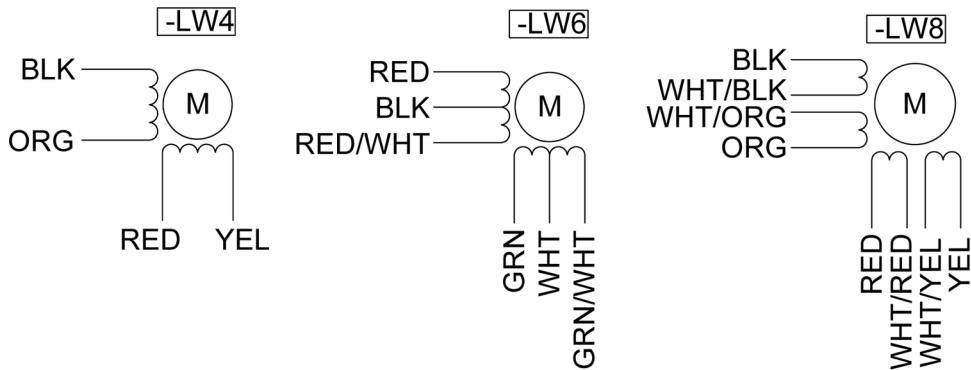 -LW4
BLK
M
ORG
RED
YEL
-LW6
RED
BLK
M
RED/WHT
GRN
WHT
GRN/WHT
-LW8
BLK
WHT/BLK
M
WHT/ORG
ORG
RED
WHT/RED
WHT/YEL
YEL